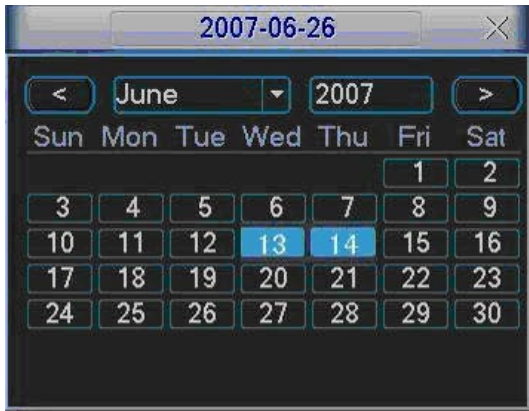 2007-06-26
< June 2007 >
Sun Mon Tue Wed Thu Fri Sat
1 2
3 4 5 6 7 8 9
10 11 12 13 14 15 16
17 18 19 20 21 22 23
24 25 26 27 28 29 30